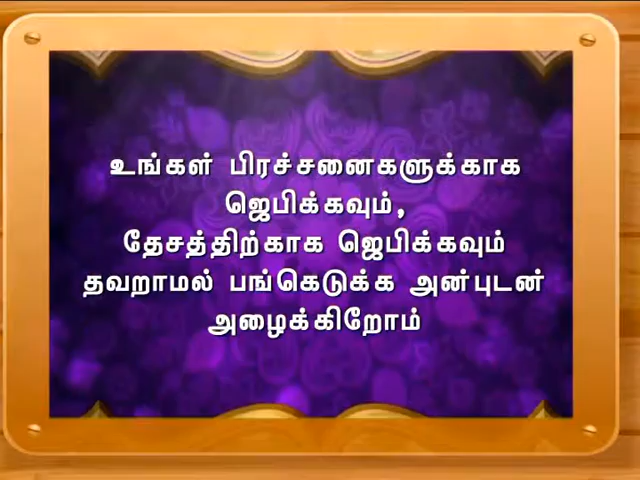 உங்கள் பிரச்சனைகளுக்காக
ஜெபிக்கவும்,
தேசத்திற்காக ஜெபிக்கவும்
தவறாமல் பங்கெடுக்க அன்புடன்
அழைக்கிறோம்